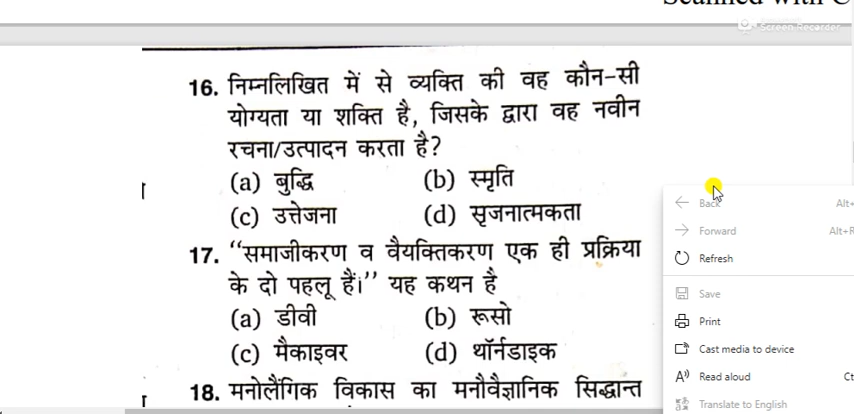 Screen Recorder
16. निम्नलिखित में से व्यक्ति की वह कौन-सी
योग्यता या शक्ति है, जिसके द्वारा वह नवीन
रचना/उत्पादन करता है?
(a) बुद्धि (b) स्मृति
(c) उत्तेजना (d) सृजनात्मकता
17. “समाजीकरण व वैयक्तिकरण एक ही प्रक्रिया
के दो पहलू हैं।” यह कथन है
(a) डीवी (b) रूसो
(c) मैकाइवर (d) थॉर्नडाइक
18. मनोलैंगिक विकास का मनौवैज्ञानिक सिद्धान्त
Back Alt+
Forward Alt+R
Refresh
Save
Print
Cast media to device
Read aloud Ct
Translate to English